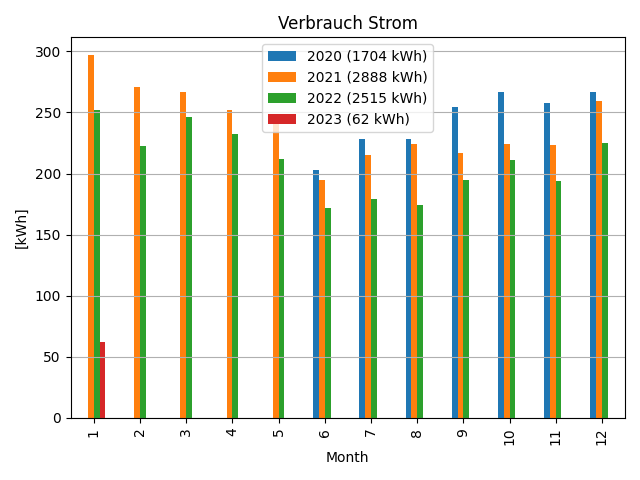 Verbrauch Strom
2020 (1704 kWh)
2021 (2888 kWh)
2022 (2515 kWh)
2023 (62 kWh)
[kWh]
300
250
200
150
100
50
0
1 2 3 4 5 6 7 8 9 10 11 12
Month